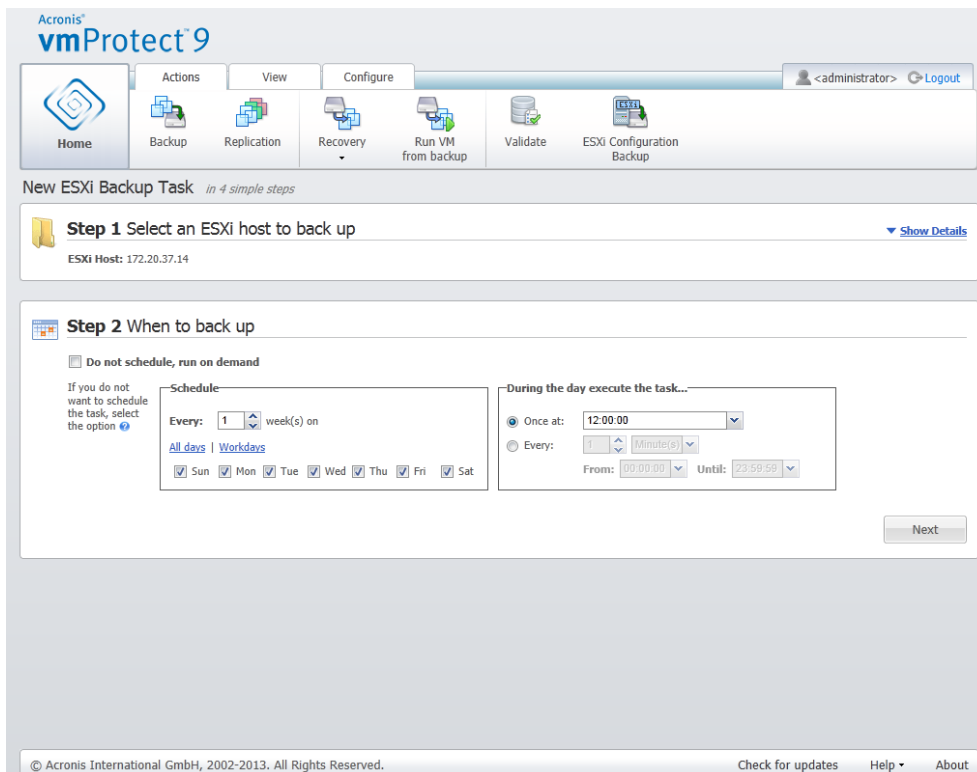 Acronis®
vmProtect™9
Actions View Configure
<administrator> Logout
Home
Backup
Replication
Recovery
Run VM
from backup
Validate
ESXi Configuration
Backup
New ESXi Backup Task in 4 simple steps
Step 1 Select an ESXi host to back up
Show Details
ESXi Host: 172.20.37.14
Step 2 When to back up
Do not schedule, run on demand
If you do not
want to schedule
the task, select
the option ?
Schedule
Every: 1 week(s) on
All days | Workdays
Sun Mon Tue Wed Thu Fri Sat
During the day execute the task...
Once at: 12:00:00
Every: 1 Minute(s)
From: 00:00:00 Until: 23:59:59
Next
© Acronis International GmbH, 2002-2013. All Rights Reserved.
Check for updates Help About